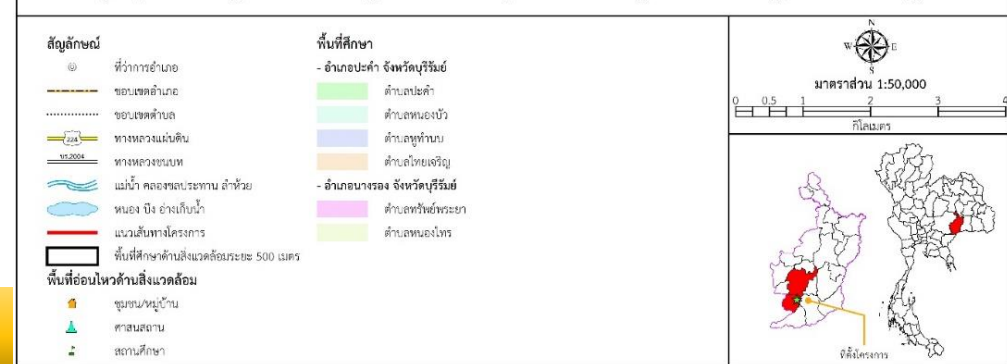 สัญลักษณ์
ที่ว่าการอำเภอ
ขอบเขตอำเภอ
ขอบเขตตำบล
224 ทางหลวงแผ่นดิน
บร.2004 ทางหลวงชนบท
แม่น้ำ คลองชลประทาน ลำห้วย
หนอง บึง อ่างเก็บน้ำ
แนวเส้นทางโครงการ
พื้นที่ศึกษาด้านสิ่งแวดล้อมระยะ 500 เมตร
พื้นที่อ่อนไหวด้านสิ่งแวดล้อม
ชุมชน/หมู่บ้าน
ศาสนสถาน
สถานศึกษา
พื้นที่ศึกษา
- อำเภอปะคำ จังหวัดบุรีรัมย์
ตำบลปะคำ
ตำบลหนองบัว
ตำบลหูทำนบ
ตำบลไทยเจริญ
- อำเภอนางรอง จังหวัดบุรีรัมย์
ตำบลทรัพย์พระยา
ตำบลหนองไทร
N
W E
S
มาตราส่วน 1:50,000
0 0.5 1 2 3 4
กิโลเมตร
ที่ตั้งโครงการ